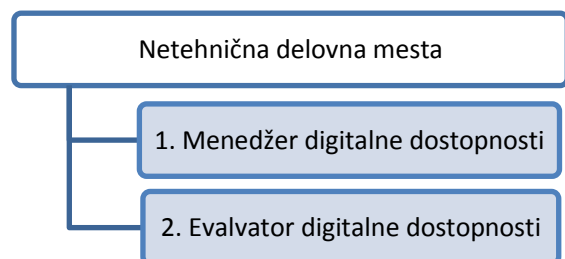 Netehnična delovna mesta
1. Menedžer digitalne dostopnosti
2. Evalvator digitalne dostopnosti